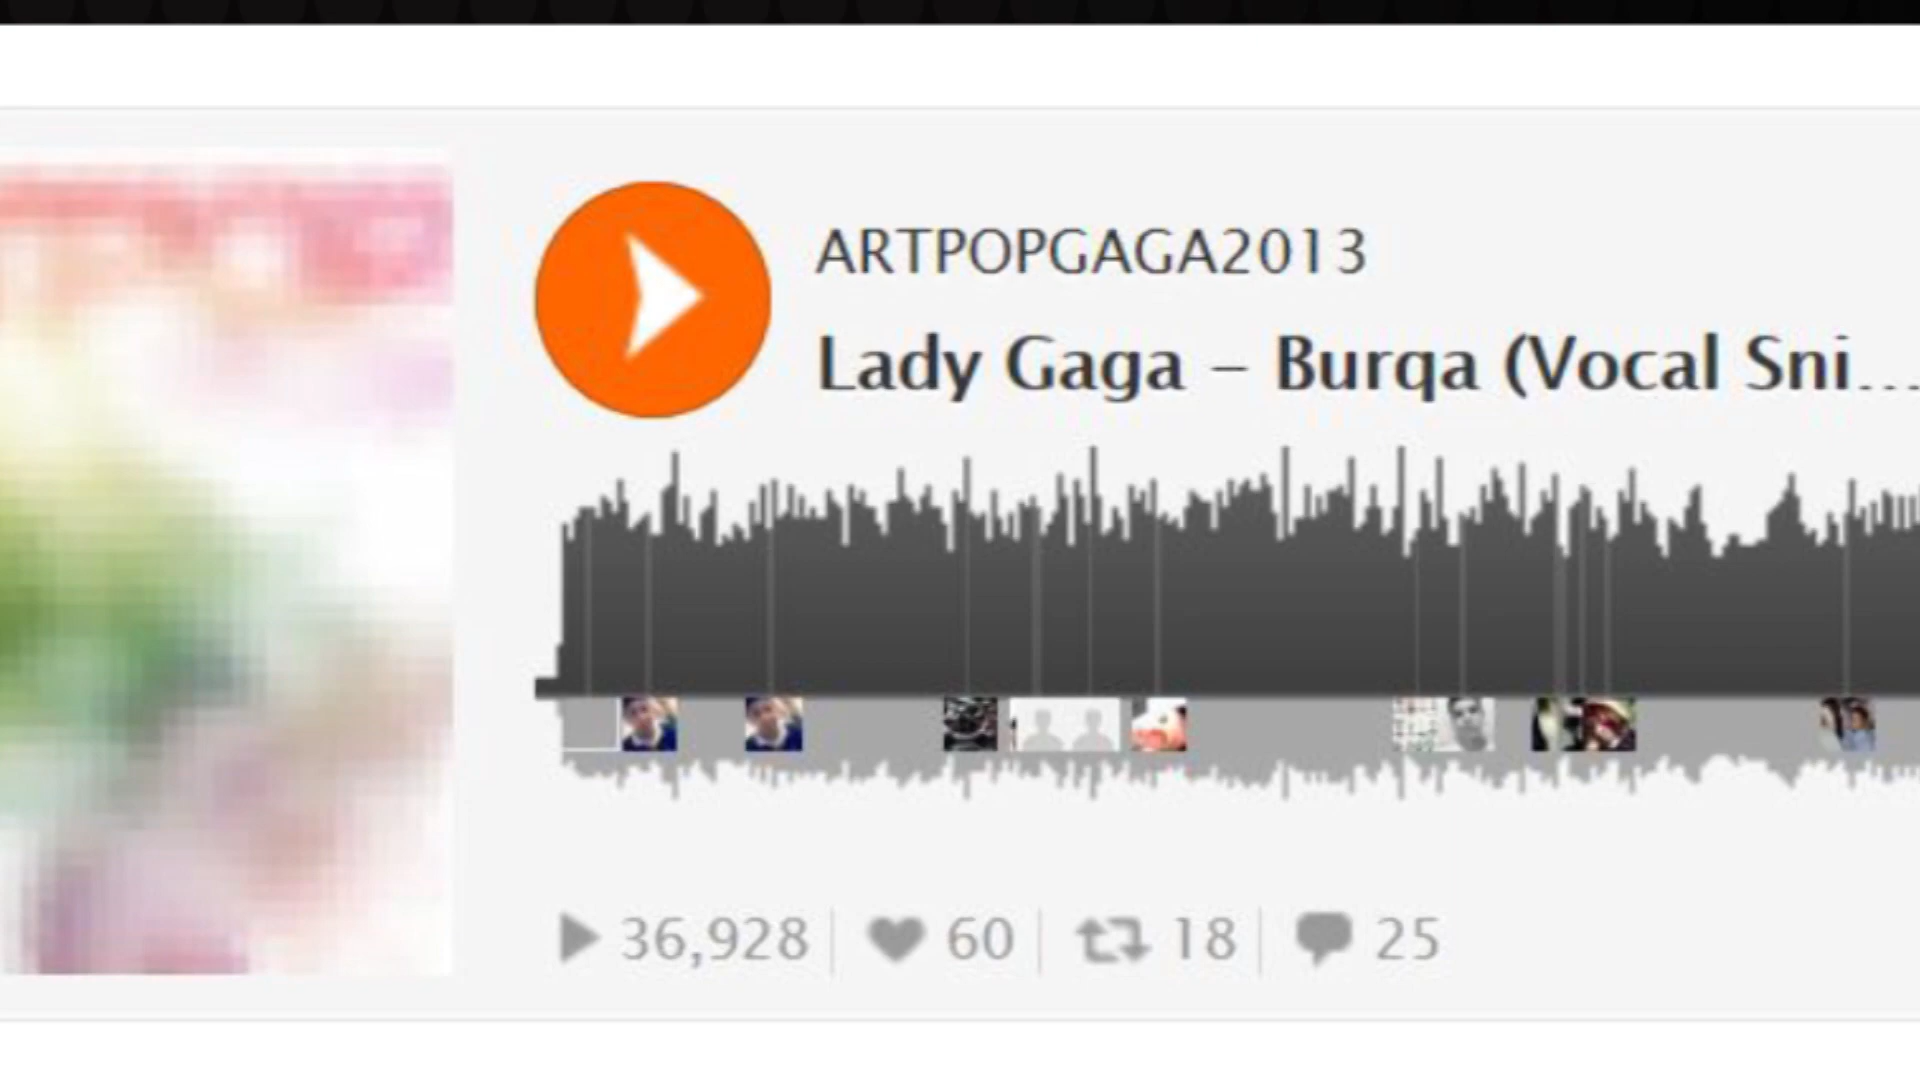 ARTPOPGAGA2013
Lady Gaga – Burqa (Vocal Sni...
36,928 60 18 25